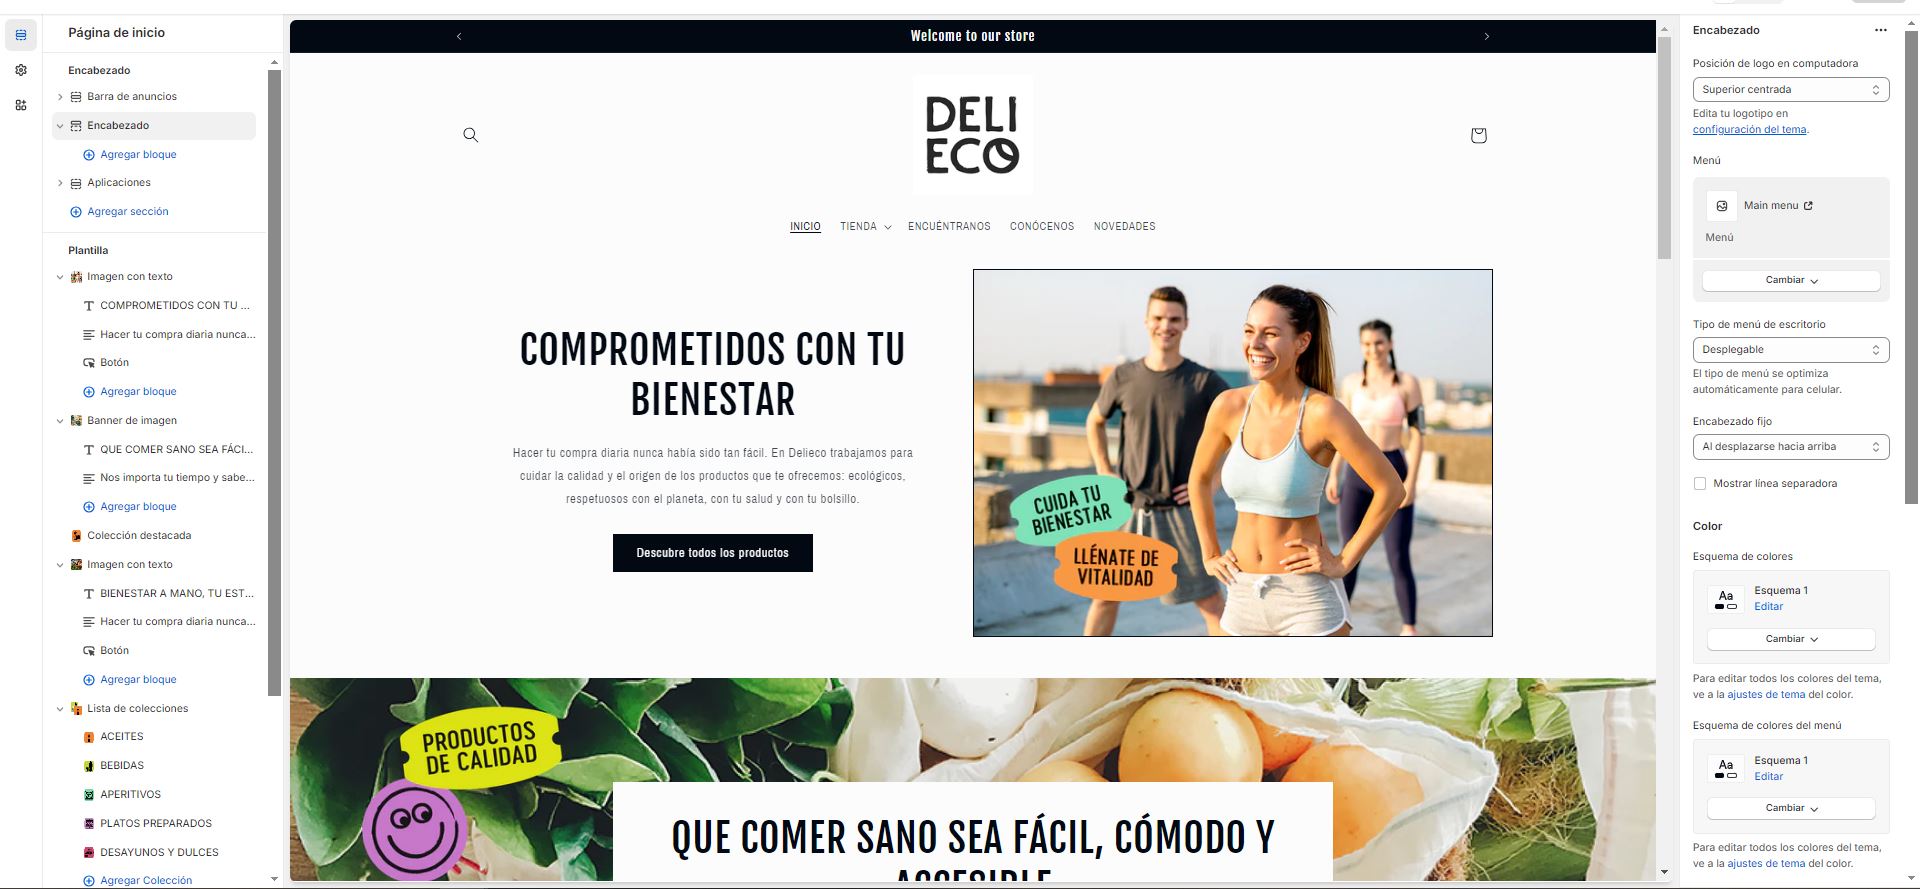 Página de inicio
Encabezado
Barra de anuncios
Encabezado
Agregar bloque
Aplicaciones
Agregar sección
Plantilla
Imagen con texto
COMPROMETIDOS CON TU ...
Hacer tu compra diaria nunca...
Botón
Agregar bloque
Banner de imagen
QUE COMER SANO SEA FÁCI...
Nos importa tu tiempo y sabe...
Agregar bloque
Colección destacada
Imagen con texto
BIENESTAR A MANO, TU EST...
Hacer tu compra diaria nunca...
Botón
Agregar bloque
Lista de colecciones
ACEITES
BEBIDAS
APERITIVOS
PLATOS PREPARADOS
DESAYUNOS Y DULCES
Agregar Colección
Welcome to our store
DELI
ECO
INICIO TIENDA ENCUÉNTRANOS CONÓCENOS NOVEDADES
COMPROMETIDOS CON TU
BIENESTAR
Hacer tu compra diaria nunca había sido tan fácil. En Delieco trabajamos para
cuidar la calidad y el origen de los productos que te ofrecemos: ecológicos,
respetuosos con el planeta, con tu salud y con tu bolsillo.
Descubre todos los productos
CUIDA TU
BIENESTAR
LLÉNATE DE
VITALIDAD
PRODUCTOS
DE CALIDAD
QUE COMER SANO SEA FÁCIL, CÓMODO Y
ACCESIBLE
Encabezado
Posición de logo en computadora
Superior centrada
Edita tu logotipo en
configuración del tema.
Menú
Main menu
Menú
Cambiar
Tipo de menú de escritorio
Desplegable
El tipo de menú se optimiza
automáticamente para celular.
Encabezado fijo
Al desplazarse hacia arriba
Mostrar línea separadora
Color
Esquema de colores
Aa
Esquema 1
Editar
Cambiar
Para editar todos los colores del tema,
ve a la ajustes de tema del color.
Esquema de colores del menú
Aa
Esquema 1
Editar
Cambiar
Para editar todos los colores del tema,
ve a la ajustes de tema del color.